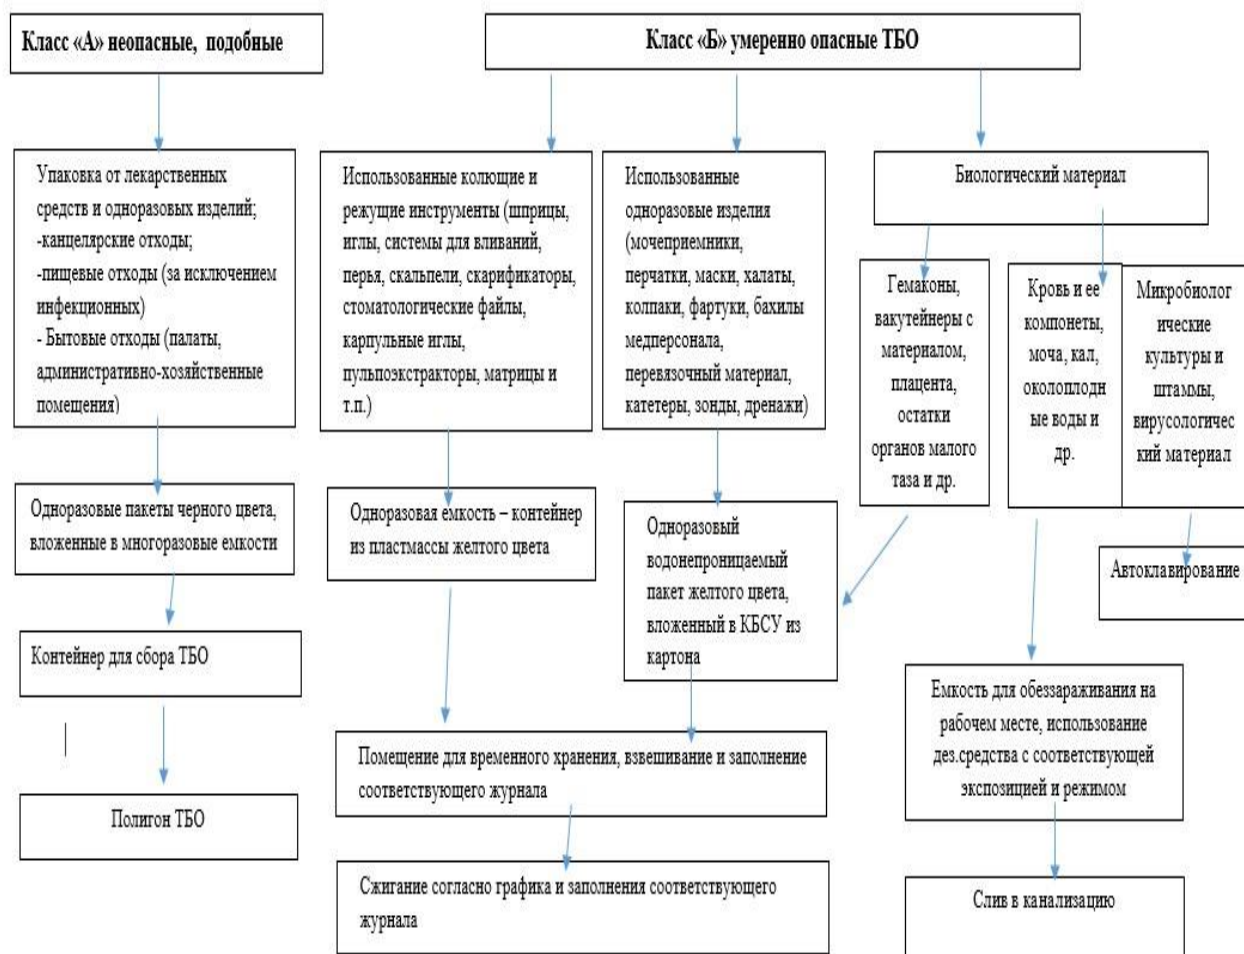 Класс «А» неопасные, подобные
Класс «Б» умеренно опасные ТБО
Упаковка от лекарственных
средств и одноразовых изделий;
-канцелярские отходы;
-пищевые отходы (за исключением
инфекционных)
- Бытовые отходы (палаты,
административно-хозяйственные
помещения)
Использованные колющие и
режущие инструменты (шприцы,
иглы, системы для вливаний,
перья, скальпели, скарификаторы,
стоматологические файлы,
карпульные иглы,
пульпоэкстракторы, матрицы и
т.п.)
Использованные
одноразовые изделия
(мочеприемники,
перчатки, маски, халаты,
колпаки, фартуки, бахилы
медперсонала,
перевязочный материал,
катетеры, зонды, дренажи)
Биологический материал
Гемаконы,
вакутейнеры с
материалом,
плацента,
остатки
органов малого
таза и др.
Кровь и ее
компонеты,
моча, кал,
околоплод
ные воды и
др.
Микробиолог
ические
культуры и
штаммы,
вирусологичес
кий материал
Одноразовые пакеты черного цвета,
вложенные в многоразовые емкости
Одноразовая емкость – контейнер
из пластмассы желтого цвета
Одноразовый
водонепроницаемый
пакет желтого цвета,
вложенный в КБСУ из
картона
Автоклавирование
Контейнер для сбора ТБО
Емкость для обеззараживания на
рабочем месте, использование
дез.средства с соответствующей
экспозицией и режимом
Помещение для временного хранения, взвешивание и заполнение
соответствующего журнала
Полигон ТБО
Сжигание согласно графика и заполнения соответствующего
журнала
Слив в канализацию